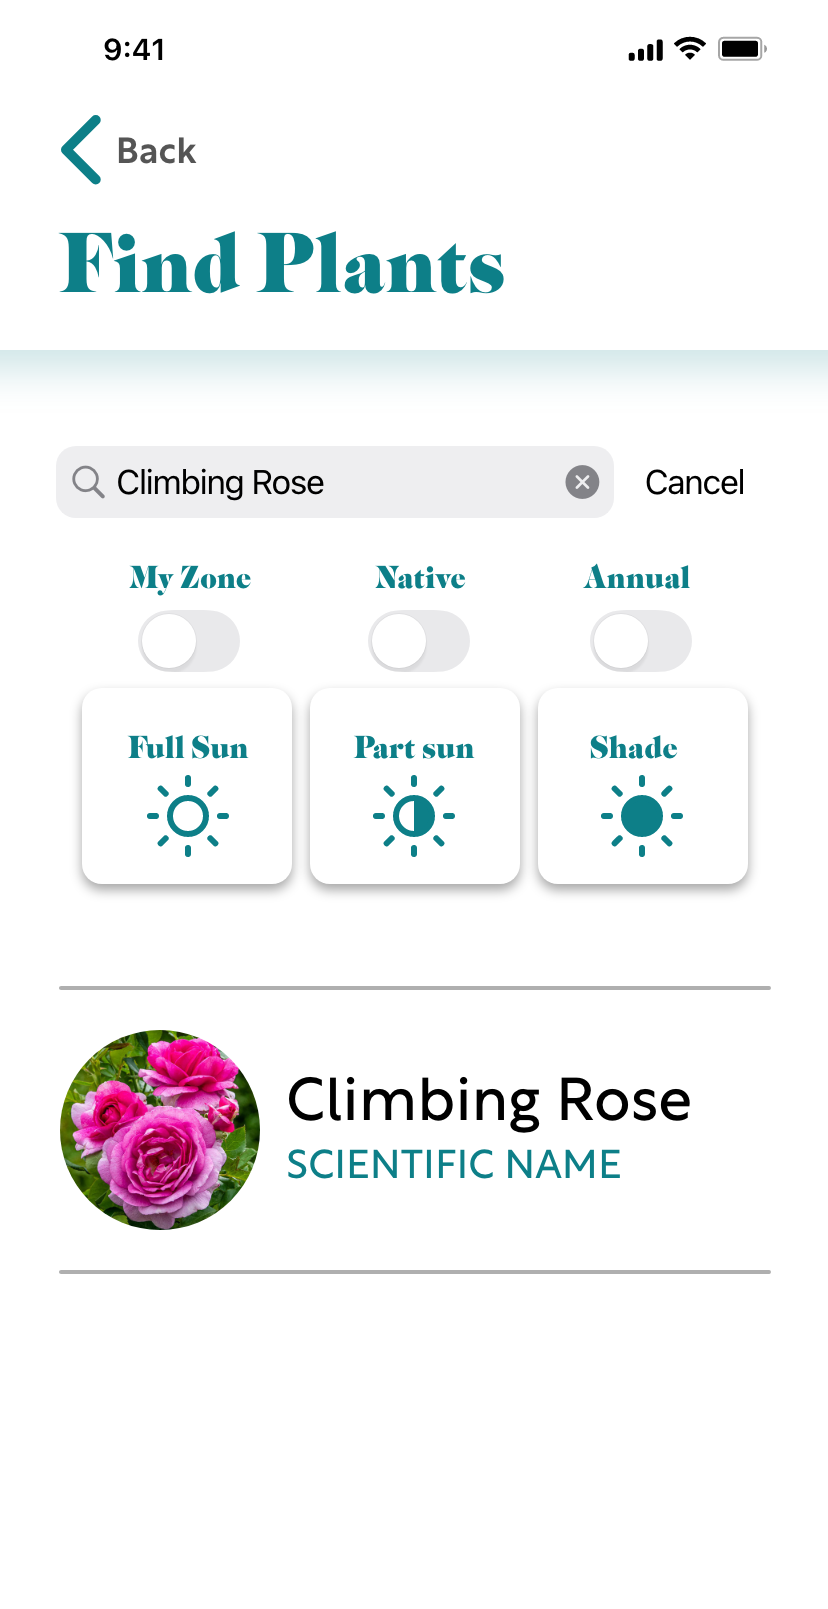 9:41
Back
Find Plants
Climbing Rose
Cancel
My Zone
Native
Annual
Full Sun
Part sun
Shade
Climbing Rose
SCIENTIFIC NAME